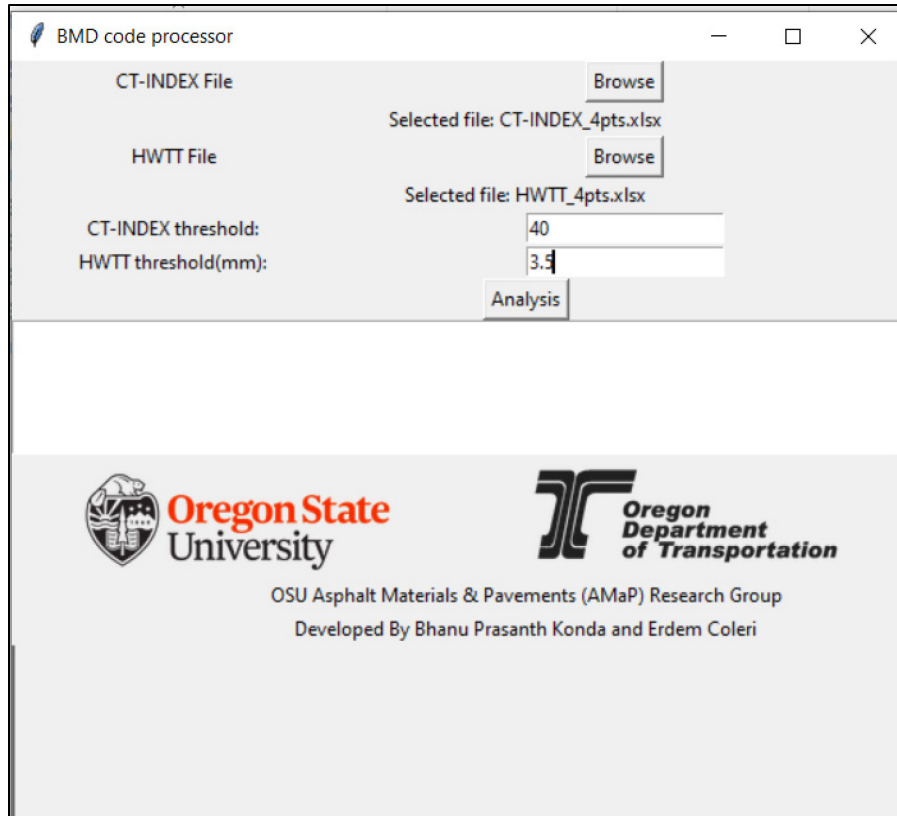 BMD code processor
CT-INDEX File Browse
Selected file: CT-INDEX_4pts.xlsx
HWTT File Browse
Selected file: HWTT_4pts.xlsx
CT-INDEX threshold: 40
HWTT threshold(mm): 3.5
Analysis
Oregon State
University
Oregon
Department
of Transportation
OSU Asphalt Materials & Pavements (AMaP) Research Group
Developed By Bhanu Prasanth Konda and Erdem Coleri